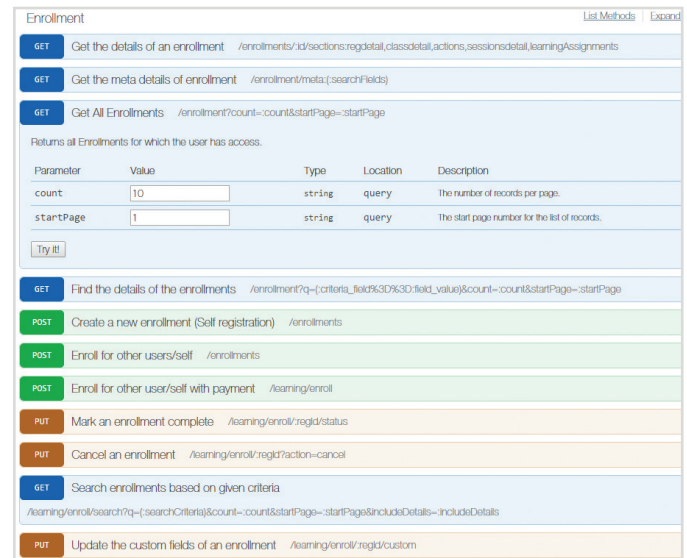 Enrollment List Methods Expand
GET Get the details of an enrollment /enrollments/:id/sections:regdetail,classdetail,actions,sessionsdetail,learningAssignments
GET Get the meta details of enrollment /enrollment/meta:(:searchFields)
GET Get All Enrollments /enrollment?count=:count&startPage=:startPage
Returns all Enrollments for which the user has access.
Parameter Value Type Location Description
count 10 string query The number of records per page.
startPage 1 string query The start page number for the list of records.
Try it!
GET Find the details of the enrollments /enrollment?q=(:criteria_field%3D%3D:field_value)&count=:count&startPage=:startPage
POST Create a new enrollment (Self registration) /enrollments
POST Enroll for other users/self /enrollments
POST Enroll for other user/self with payment /learning/enroll
PUT Mark an enrollment complete /learning/enroll/:regId/status
PUT Cancel an enrollment /learning/enroll/:regId?action=cancel
GET Search enrollments based on given criteria
/learning/enroll/search?q=(:searchCriteria)&count=:count&startPage=:startPage&includeDetails=:includeDetails
PUT Update the custom fields of an enrollment /learning/enroll/:regId/custom